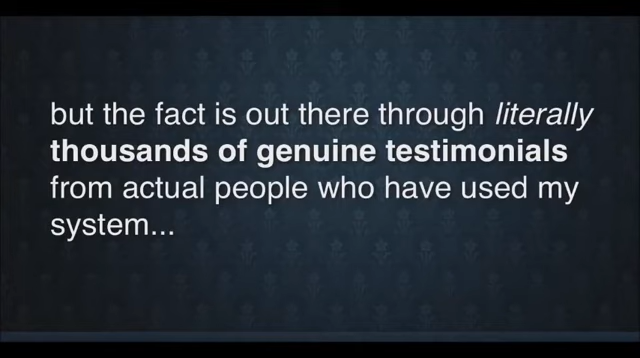 but the fact is out there through literally
thousands of genuine testimonials
from actual people who have used my
system...